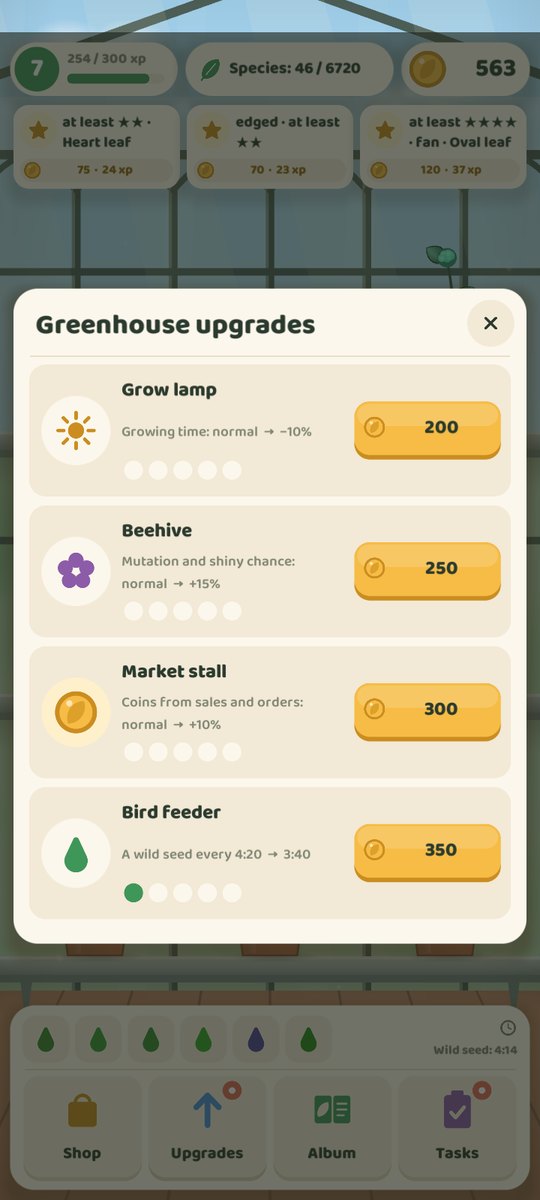 7
254 / 300 xp
Species: 46 / 6720
563
at least ★★ ·
Heart leaf
75 · 24 xp
edged · at least
★★
70 · 23 xp
at least ★★★★
· fan · Oval leaf
120 · 37 xp
Greenhouse upgrades
Grow lamp
Growing time: normal → −10%
200
Beehive
Mutation and shiny chance:
normal → +15%
250
Market stall
Coins from sales and orders:
normal → +10%
300
Bird feeder
A wild seed every 4:20 → 3:40
350
Wild seed: 4:14
Shop
Upgrades
Album
Tasks